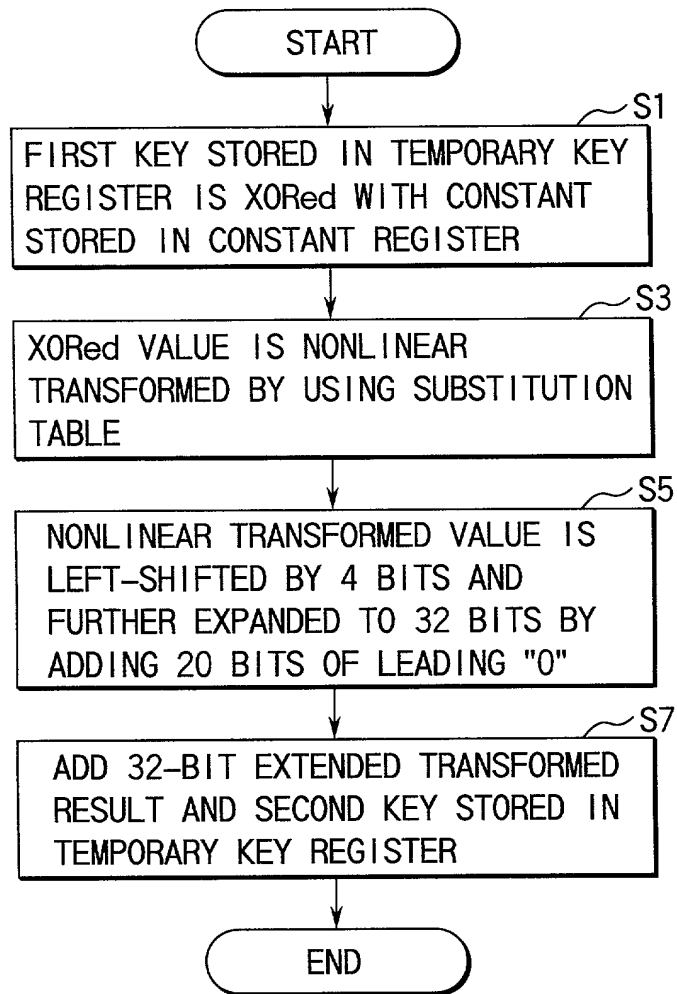 START
S1
FIRST KEY STORED IN TEMPORARY KEY
REGISTER IS XORed WITH CONSTANT
STORED IN CONSTANT REGISTER
S3
XORed VALUE IS NONLINEAR
TRANSFORMED BY USING SUBSTITUTION
TABLE
S5
NONLINEAR TRANSFORMED VALUE IS
LEFT-SHIFTED BY 4 BITS AND
FURTHER EXPANDED TO 32 BITS BY
ADDING 20 BITS OF LEADING "0"
S7
ADD 32-BIT EXTENDED TRANSFORMED
RESULT AND SECOND KEY STORED IN
TEMPORARY KEY REGISTER
END